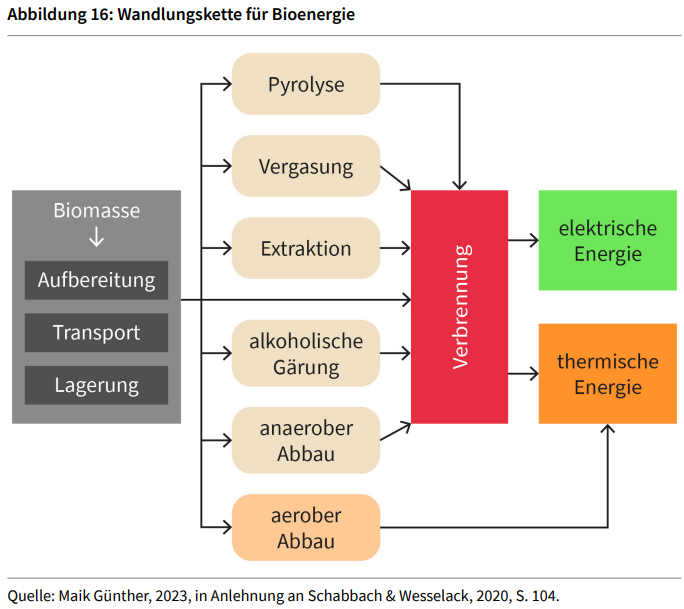 Abbildung 16: Wandlungskette für Bioenergie
Pyrolyse
Vergasung
Biomasse
Extraktion
elektrische
Energie
Aufbereitung
Verbrennung
Transport
alkoholische
Gärung
thermische
Energie
Lagerung
anaerober
Abbau
aerober
Abbau
Quelle: Maik Günther, 2023, in Anlehnung an Schabbach & Wesselack, 2020, S. 104.